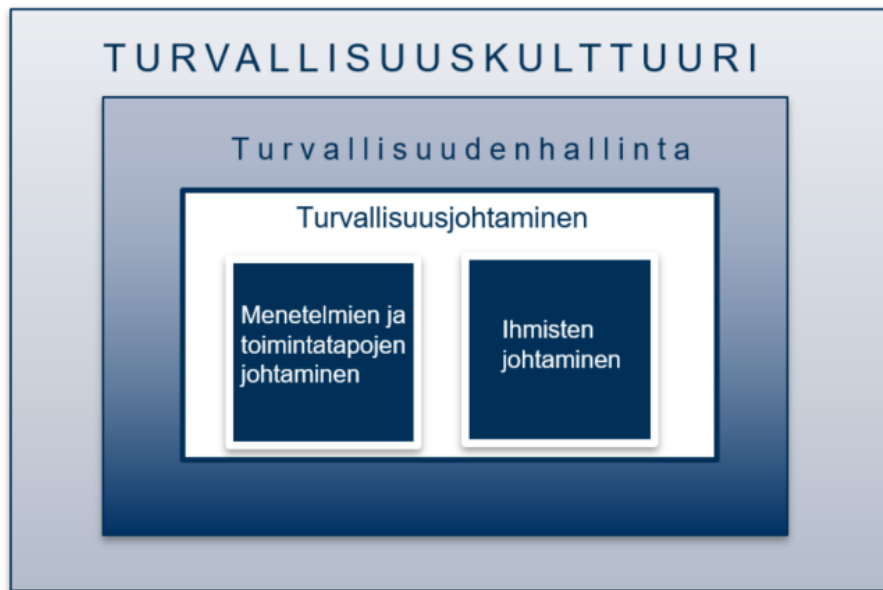 TURVALLISUUSKULTTUURI
Turvallisuudenhallinta
Turvallisuusjohtaminen
Menetelmien ja
toimintatapojen
johtaminen
Ihmisten
johtaminen